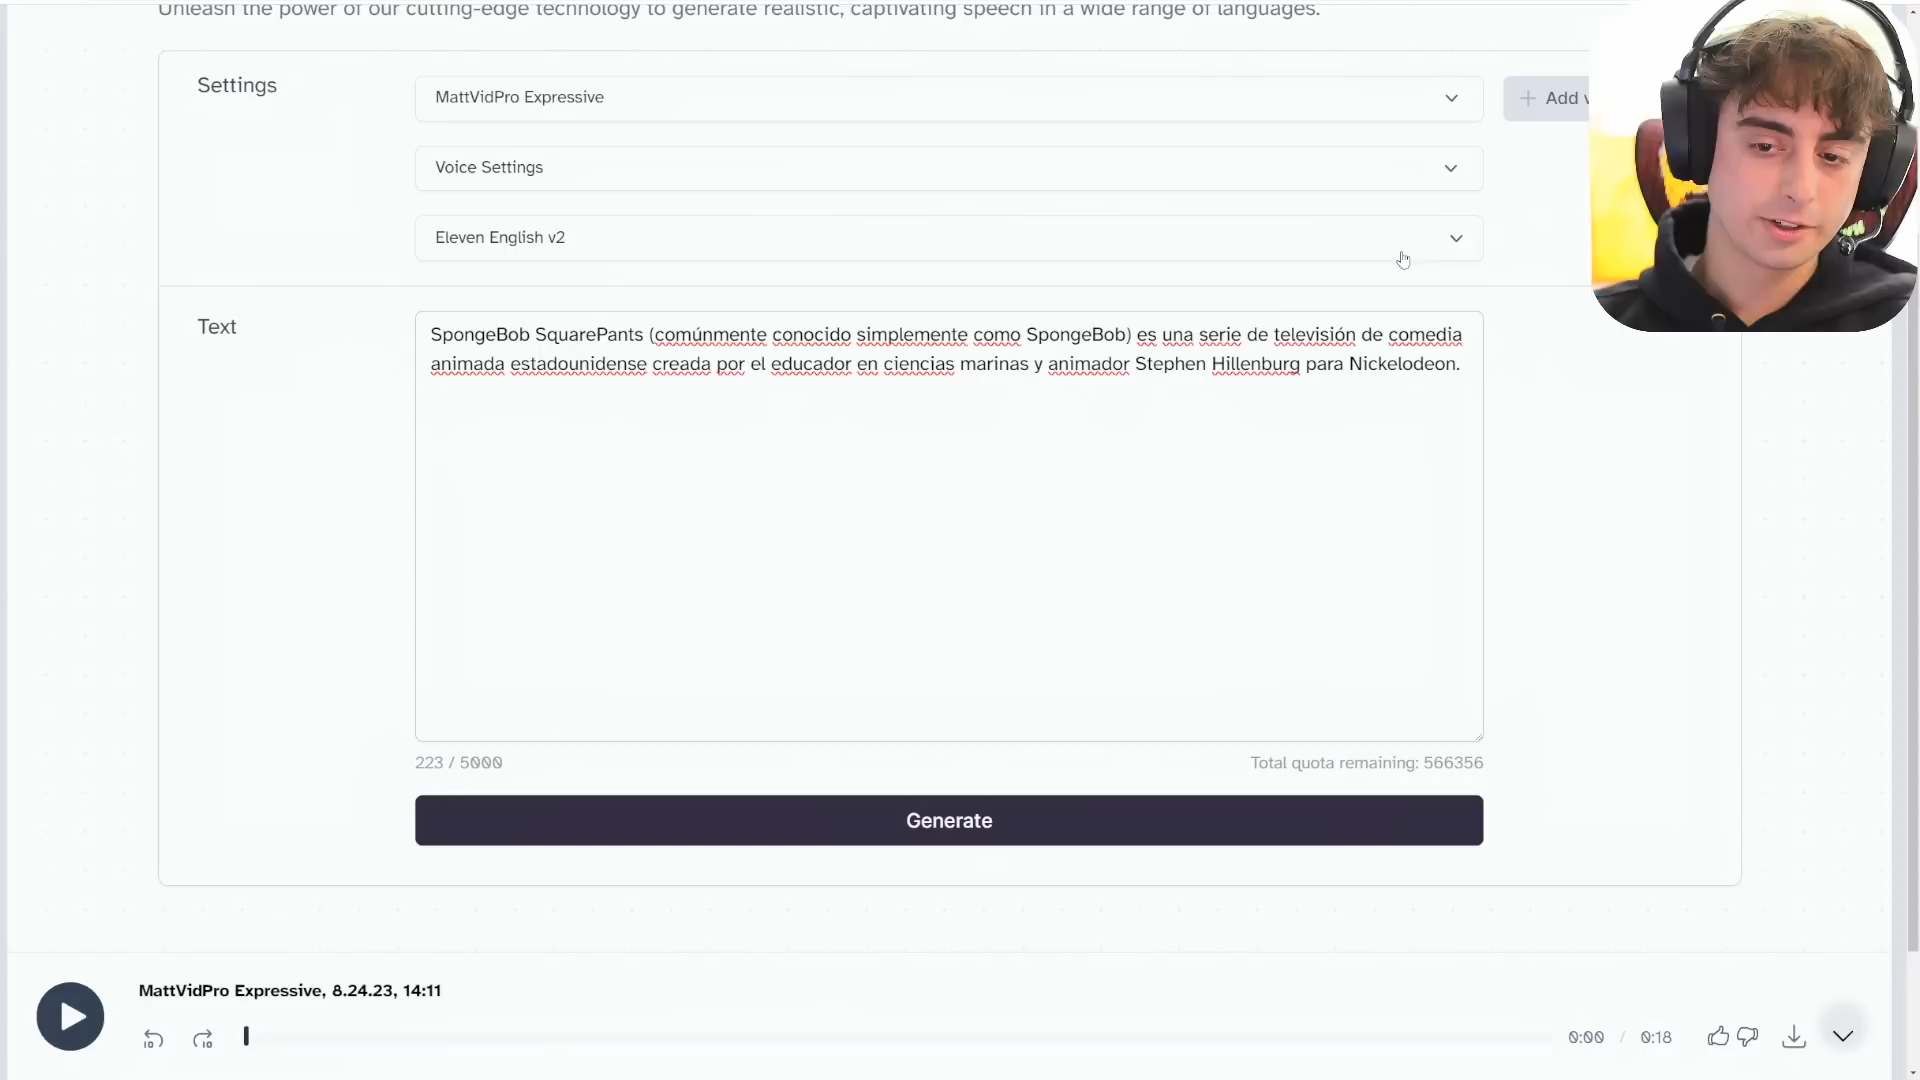 Unleash the power of our cutting-edge technology to generate realistic, captivating speech in a wide range of languages.
Settings
MattVidPro Expressive
Add v
Voice Settings
Eleven English v2
Text
SpongeBob SquarePants (comúnmente conocido simplemente como SpongeBob) es una serie de televisión de comedia
animada estadounidense creada por el educador en ciencias marinas y animador Stephen Hillenburg para Nickelodeon.
223 / 5000
Total quota remaining: 566356
Generate
MattVidPro Expressive, 8.24.23, 14:11
10
10
0:00 / 0:18